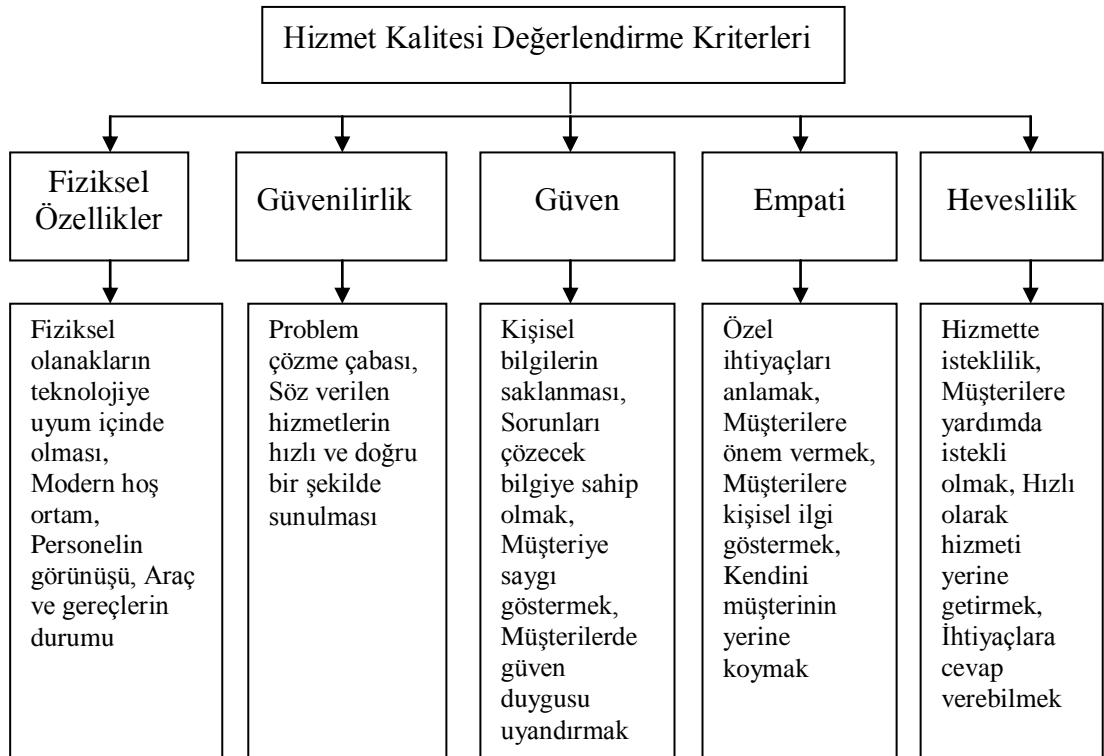 Hizmet Kalitesi Değerlendirme Kriterleri
Fiziksel
Özellikler
Güvenilirlik
Güven
Empati
Heveslilik
Fiziksel
olanakların
teknolojiye
uyum içinde
olması,
Modern hoş
ortam,
Personelin
görünüşü, Araç
ve gereçlerin
durumu
Problem
çözme çabası,
Söz verilen
hizmetlerin
hızlı ve doğru
bir şekilde
sunulması
Kişisel
bilgilerin
saklanması,
Sorunları
çözecek
bilgiye sahip
olmak,
Müşteriye
saygı
göstermek,
Müşterilerde
güven
duygusu
uyandırmak
Özel
ihtiyaçları
anlamak,
Müşterilere
önem vermek,
Müşterilere
kişisel ilgi
göstermek,
Kendini
müşterinin
yerine
koymak
Hizmette
isteklilik,
Müşterilere
yardımda
istekli
olmak, Hızlı
olarak
hizmeti
yerine
getirmek,
İhtiyaçlara
cevap
verebilmek